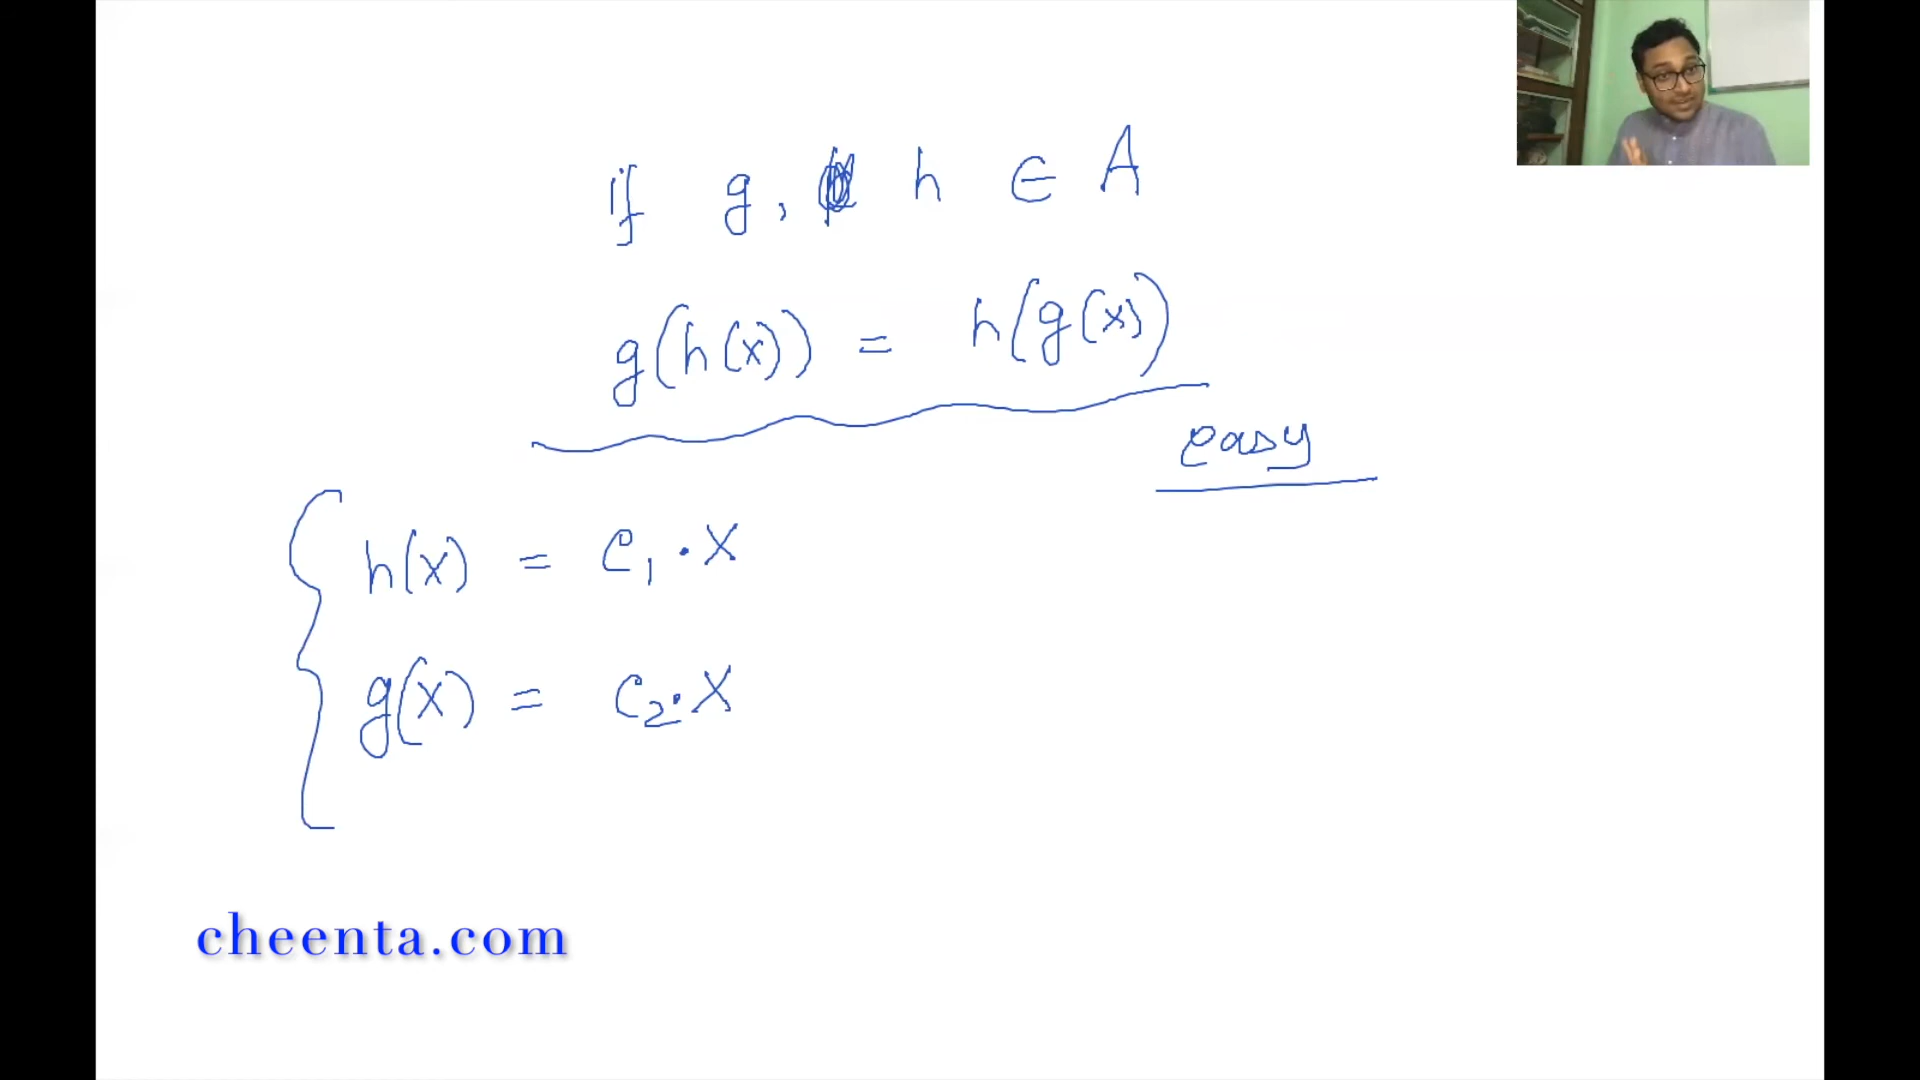 if g, h ∈ A
g(h(x)) = h(g(x))
easy
h(x) = c₁ · x
g(x) = c₂ · x
cheenta.com